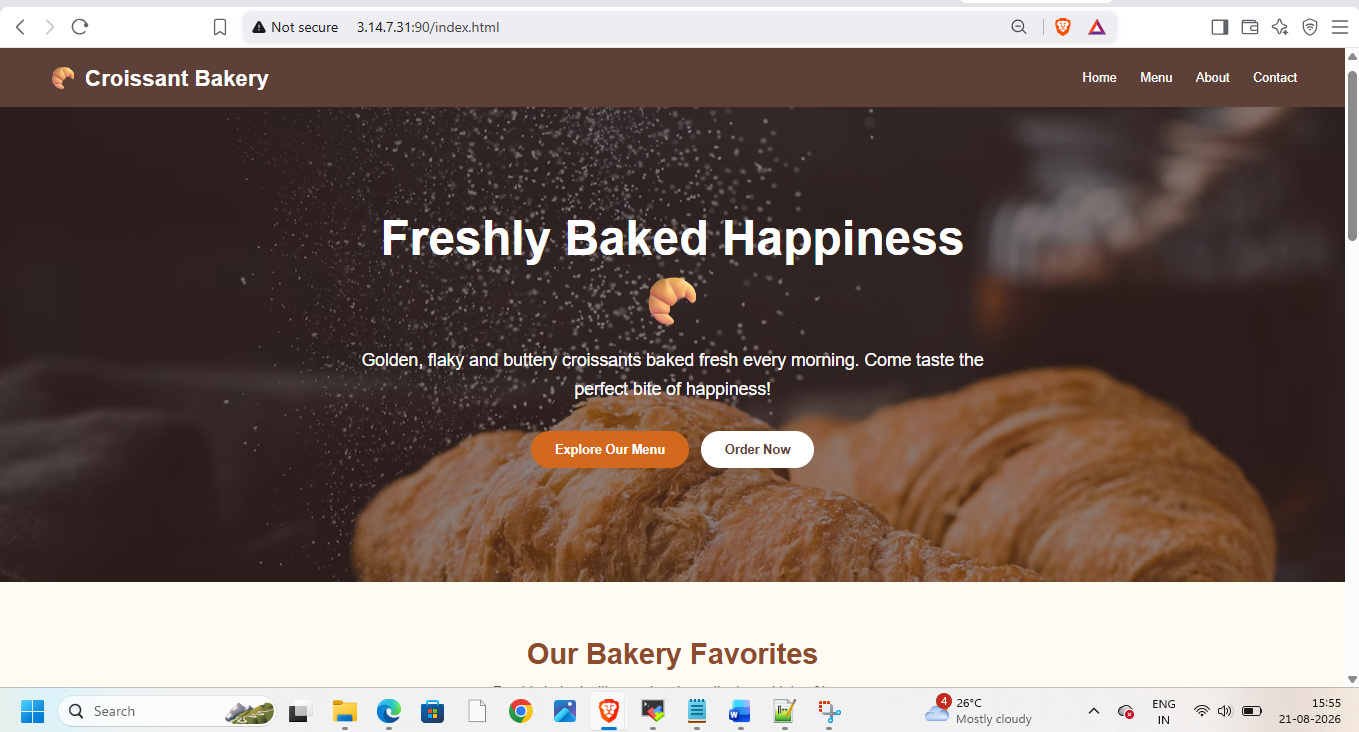 Not secure 3.14.7.31:90/index.html
Croissant Bakery
Home Menu About Contact
Freshly Baked Happiness
Golden, flaky and buttery croissants baked fresh every morning. Come taste the
perfect bite of happiness!
Explore Our Menu Order Now
Our Bakery Favorites
Search
4
26°C
Mostly cloudy
ENG
IN
15:55
21-08-2026